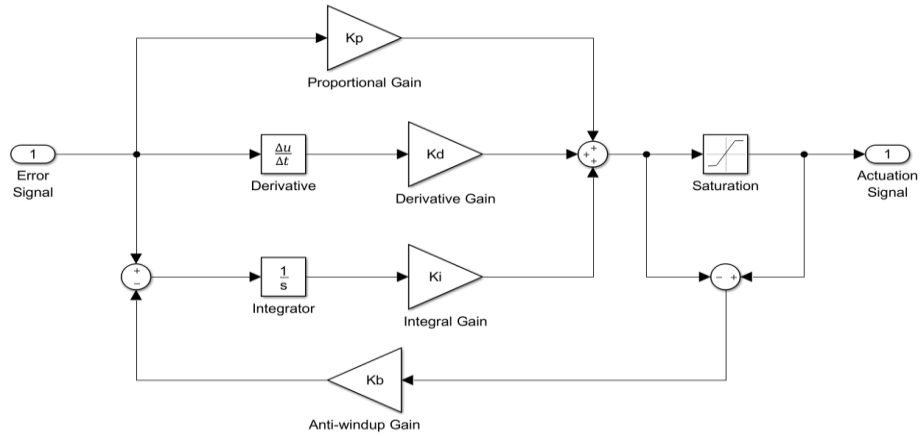 Kp
Proportional Gain
1
Error
Signal
Δu
Δt
Derivative
Kd
Derivative Gain
+
+
+
Saturation
1
Actuation
Signal
+
−
1
s
Integrator
Ki
Integral Gain
− +
Kb
Anti-windup Gain